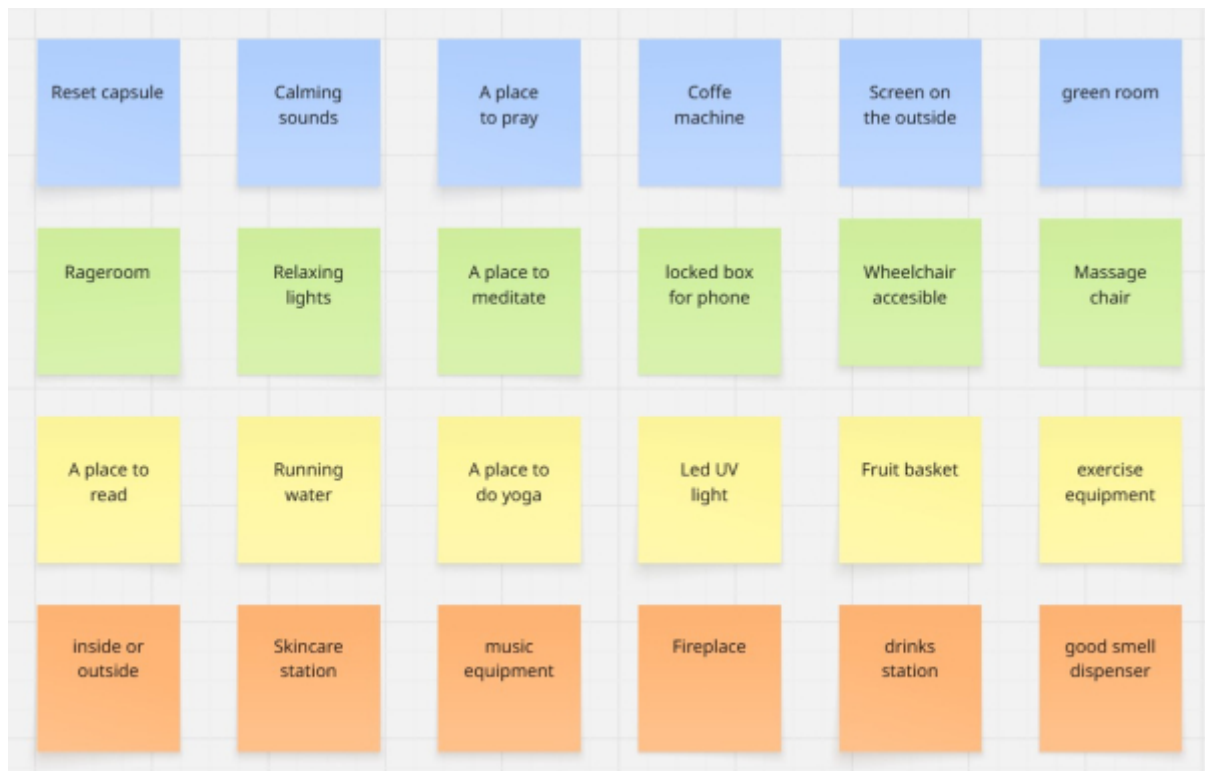 Reset capsule
Calming
sounds
A place
to pray
Coffe
machine
Screen on
the outside
green room
Rageroom
Relaxing
lights
A place to
meditate
locked box
for phone
Wheelchair
accesible
Massage
chair
A place to
read
Running
water
A place to
do yoga
Led UV
light
Fruit basket
exercise
equipment
inside or
outside
Skincare
station
music
equipment
Fireplace
drinks
station
good smell
dispenser